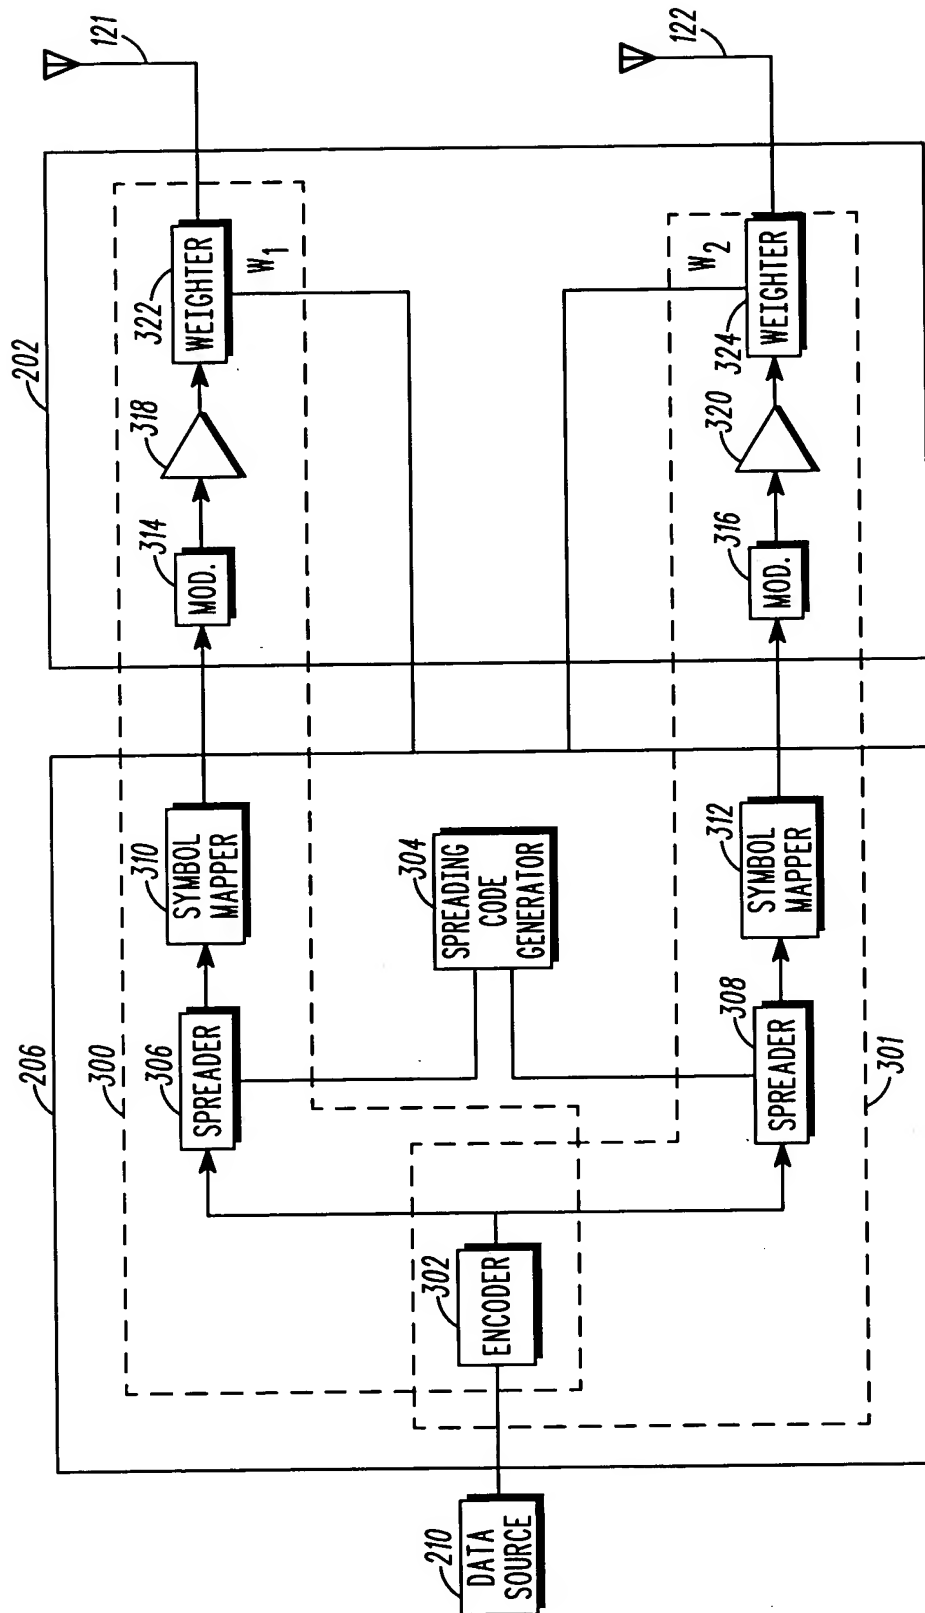 210
DATA
SOURCE
206
300
302
ENCODER
306
SPREADER
310
SYMBOL
MAPPER
304
SPREADING
CODE
GENERATOR
308
SPREADER
312
SYMBOL
MAPPER
301
202
314
MOD.
318
322
WEIGHTER
W1
121
316
MOD.
320
324
WEIGHTER
W2
122